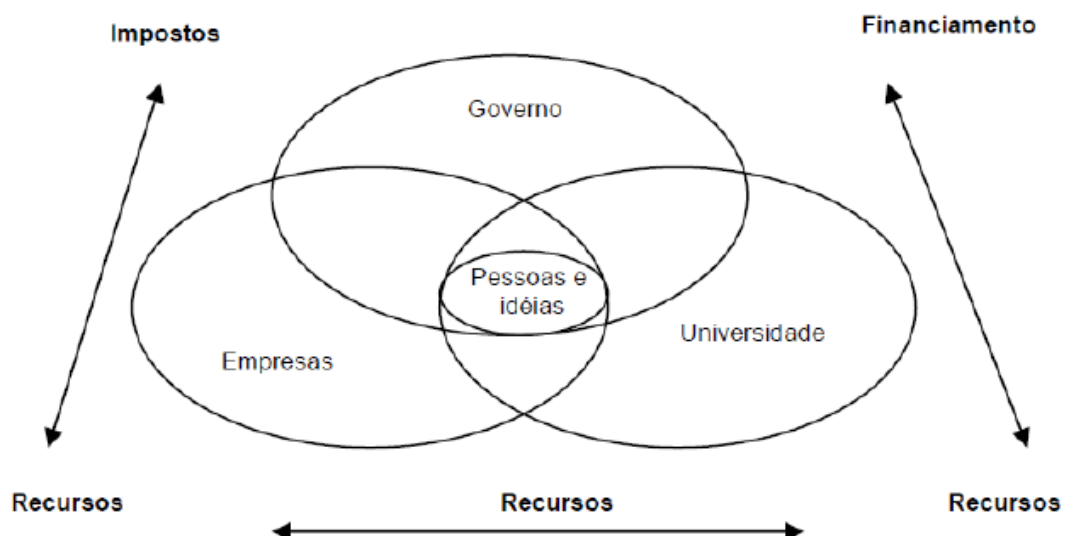 Impostos
Financiamento
Governo
Pessoas e
idéias
Empresas
Universidade
Recursos
Recursos
Recursos